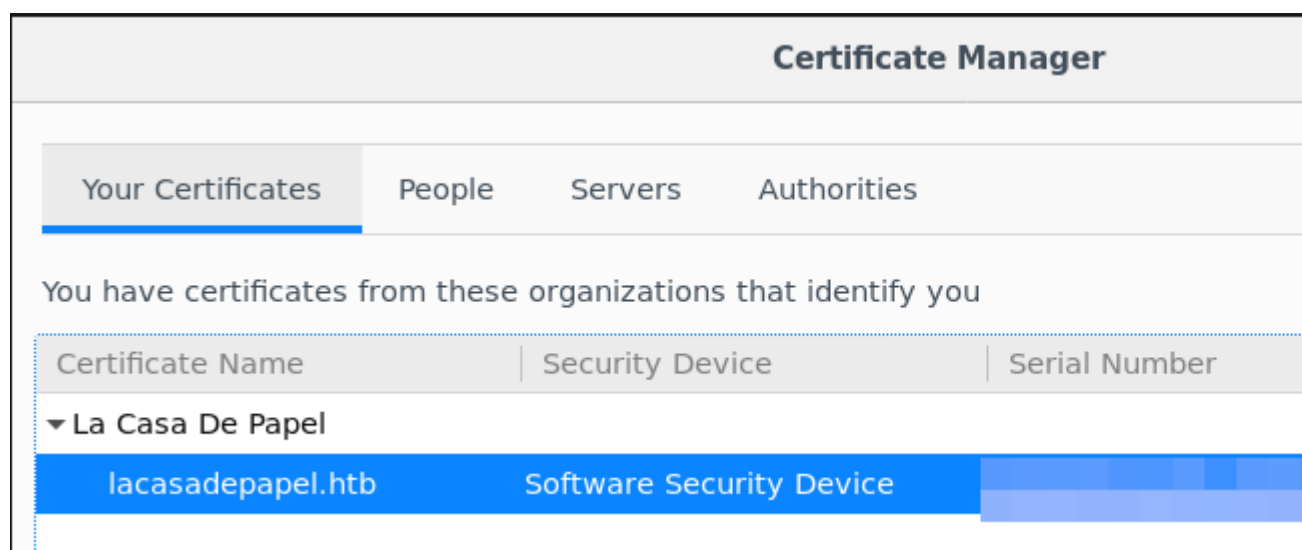 Certificate Manager
Your Certificates People Servers Authorities
You have certificates from these organizations that identify you
Certificate Name Security Device Serial Number
La Casa De Papel
lacasadepapel.htb Software Security Device